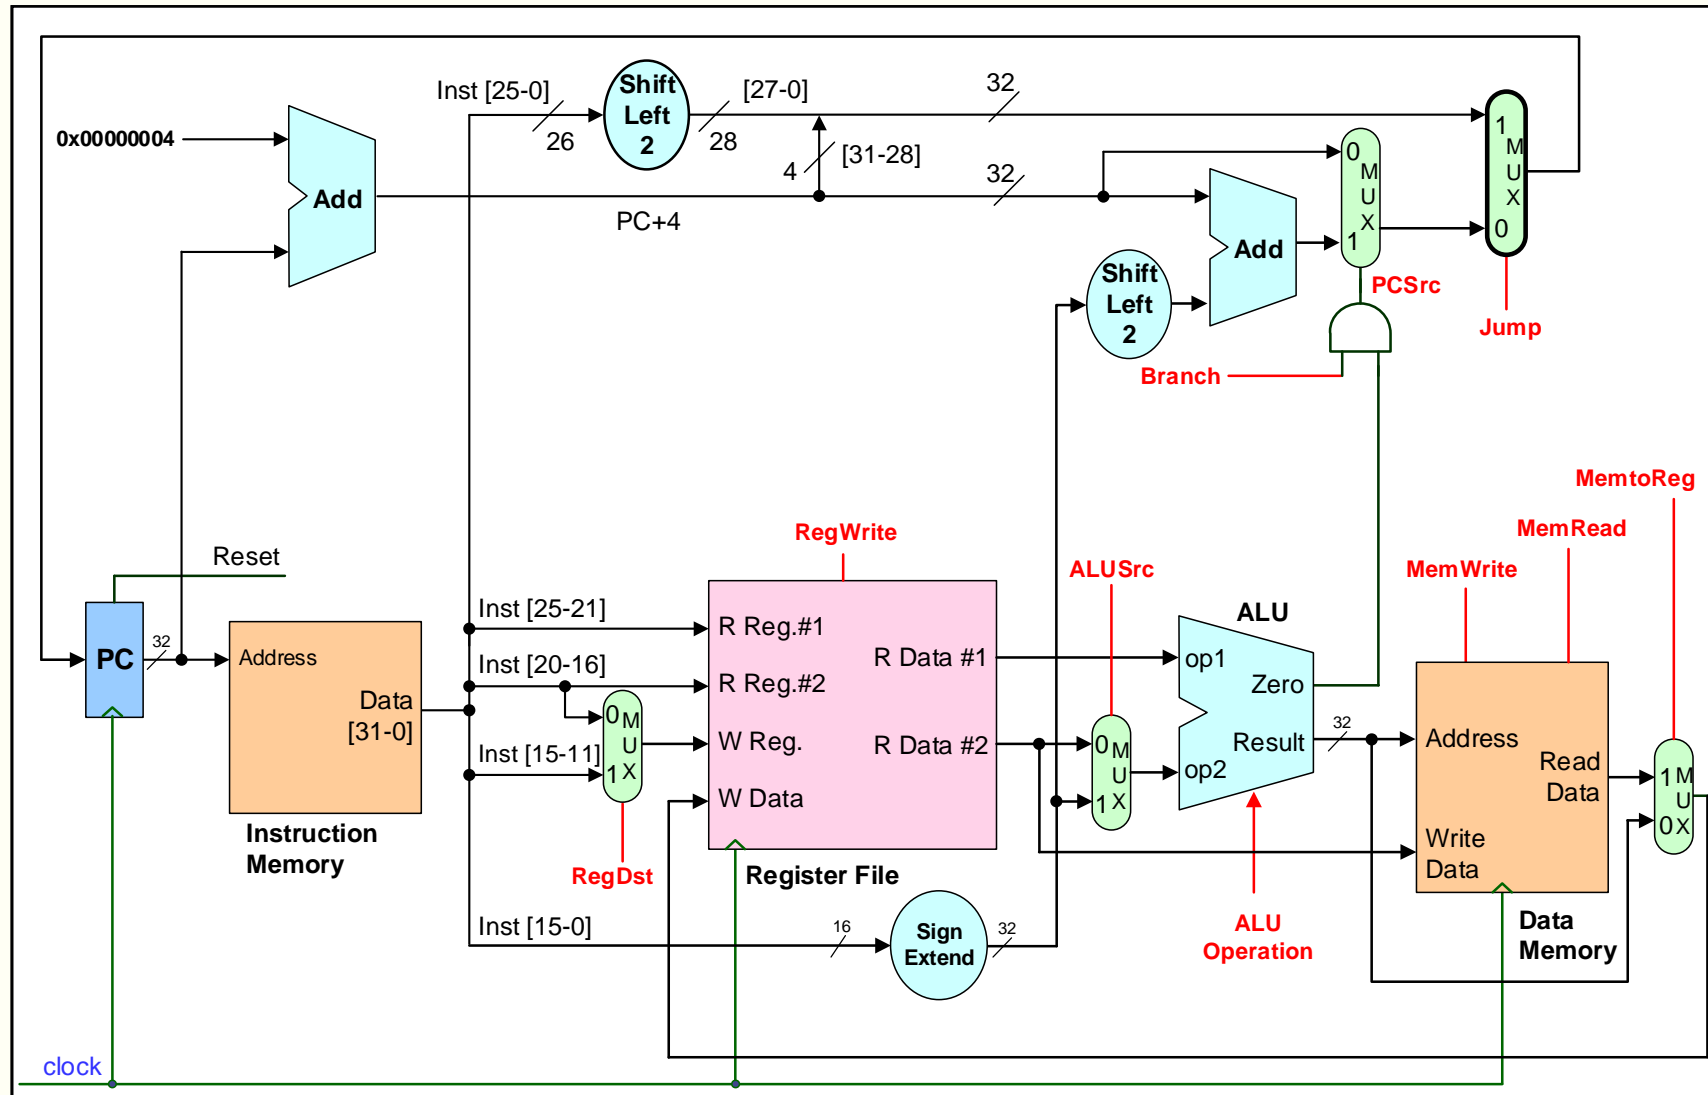 Inst [25-0]
Shift
Left
2
[27-0]
32
26
28
0x00000004
4
[31-28]
Add
PC+4
32
0
M
U
X
1
1
M
U
X
0
Add
Shift
Left
2
PCSrc
Jump
Branch
MemtoReg
MemRead
MemWrite
RegWrite
ALUSrc
Reset
PC
32
Address
Data
[31-0]
Instruction
Memory
Inst [25-21]
Inst [20-16]
Inst [15-11]
0
M
U
X
1
RegDst
R Reg.#1
R Reg.#2
W Reg.
W Data
R Data #1
R Data #2
Register File
0
M
U
X
1
ALU
op1
op2
Zero
Result
32
ALU
Operation
Address
Read
Data
Write
Data
Data
Memory
1
M
U
X
0
Inst [15-0]
16
Sign
Extend
32
clock